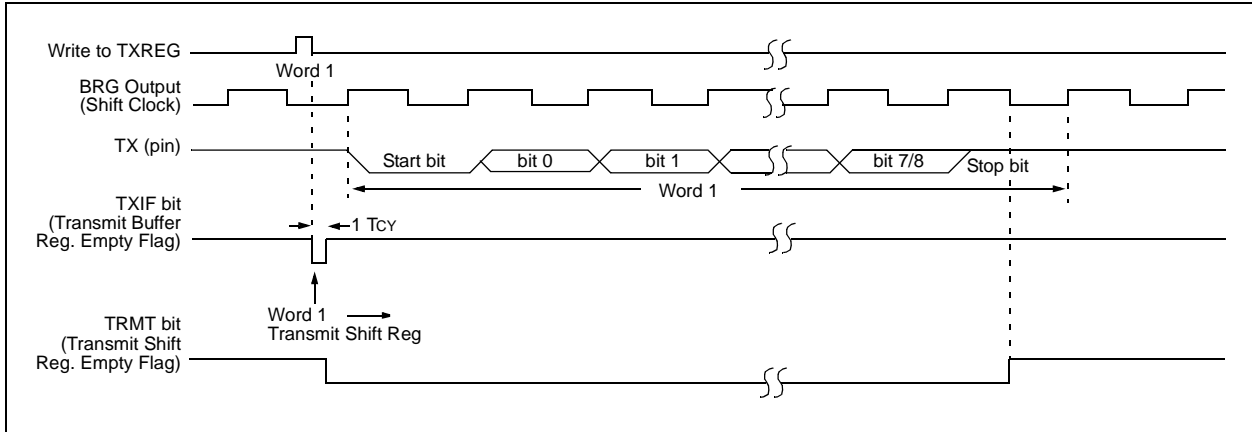 Write to TXREG
Word 1
BRG Output
(Shift Clock)
TX (pin)
Start bit
bit 0
bit 1
bit 7/8
Stop bit
Word 1
TXIF bit
(Transmit Buffer
Reg. Empty Flag)
1 TCY
Word 1
Transmit Shift Reg
TRMT bit
(Transmit Shift
Reg. Empty Flag)